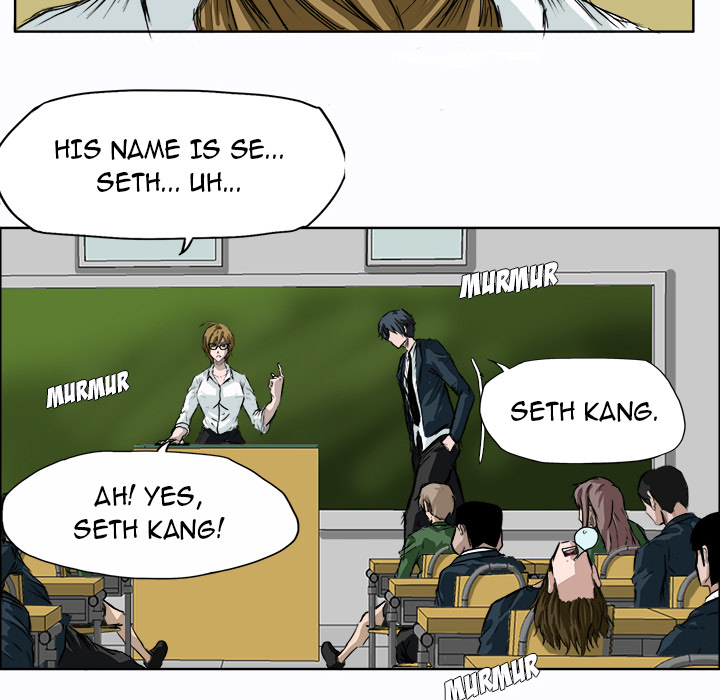 HIS NAME IS SE...
SETH... UH...
MURMUR
MURMUR
SETH KANG.
AH! YES,
SETH KANG!
MURMUR